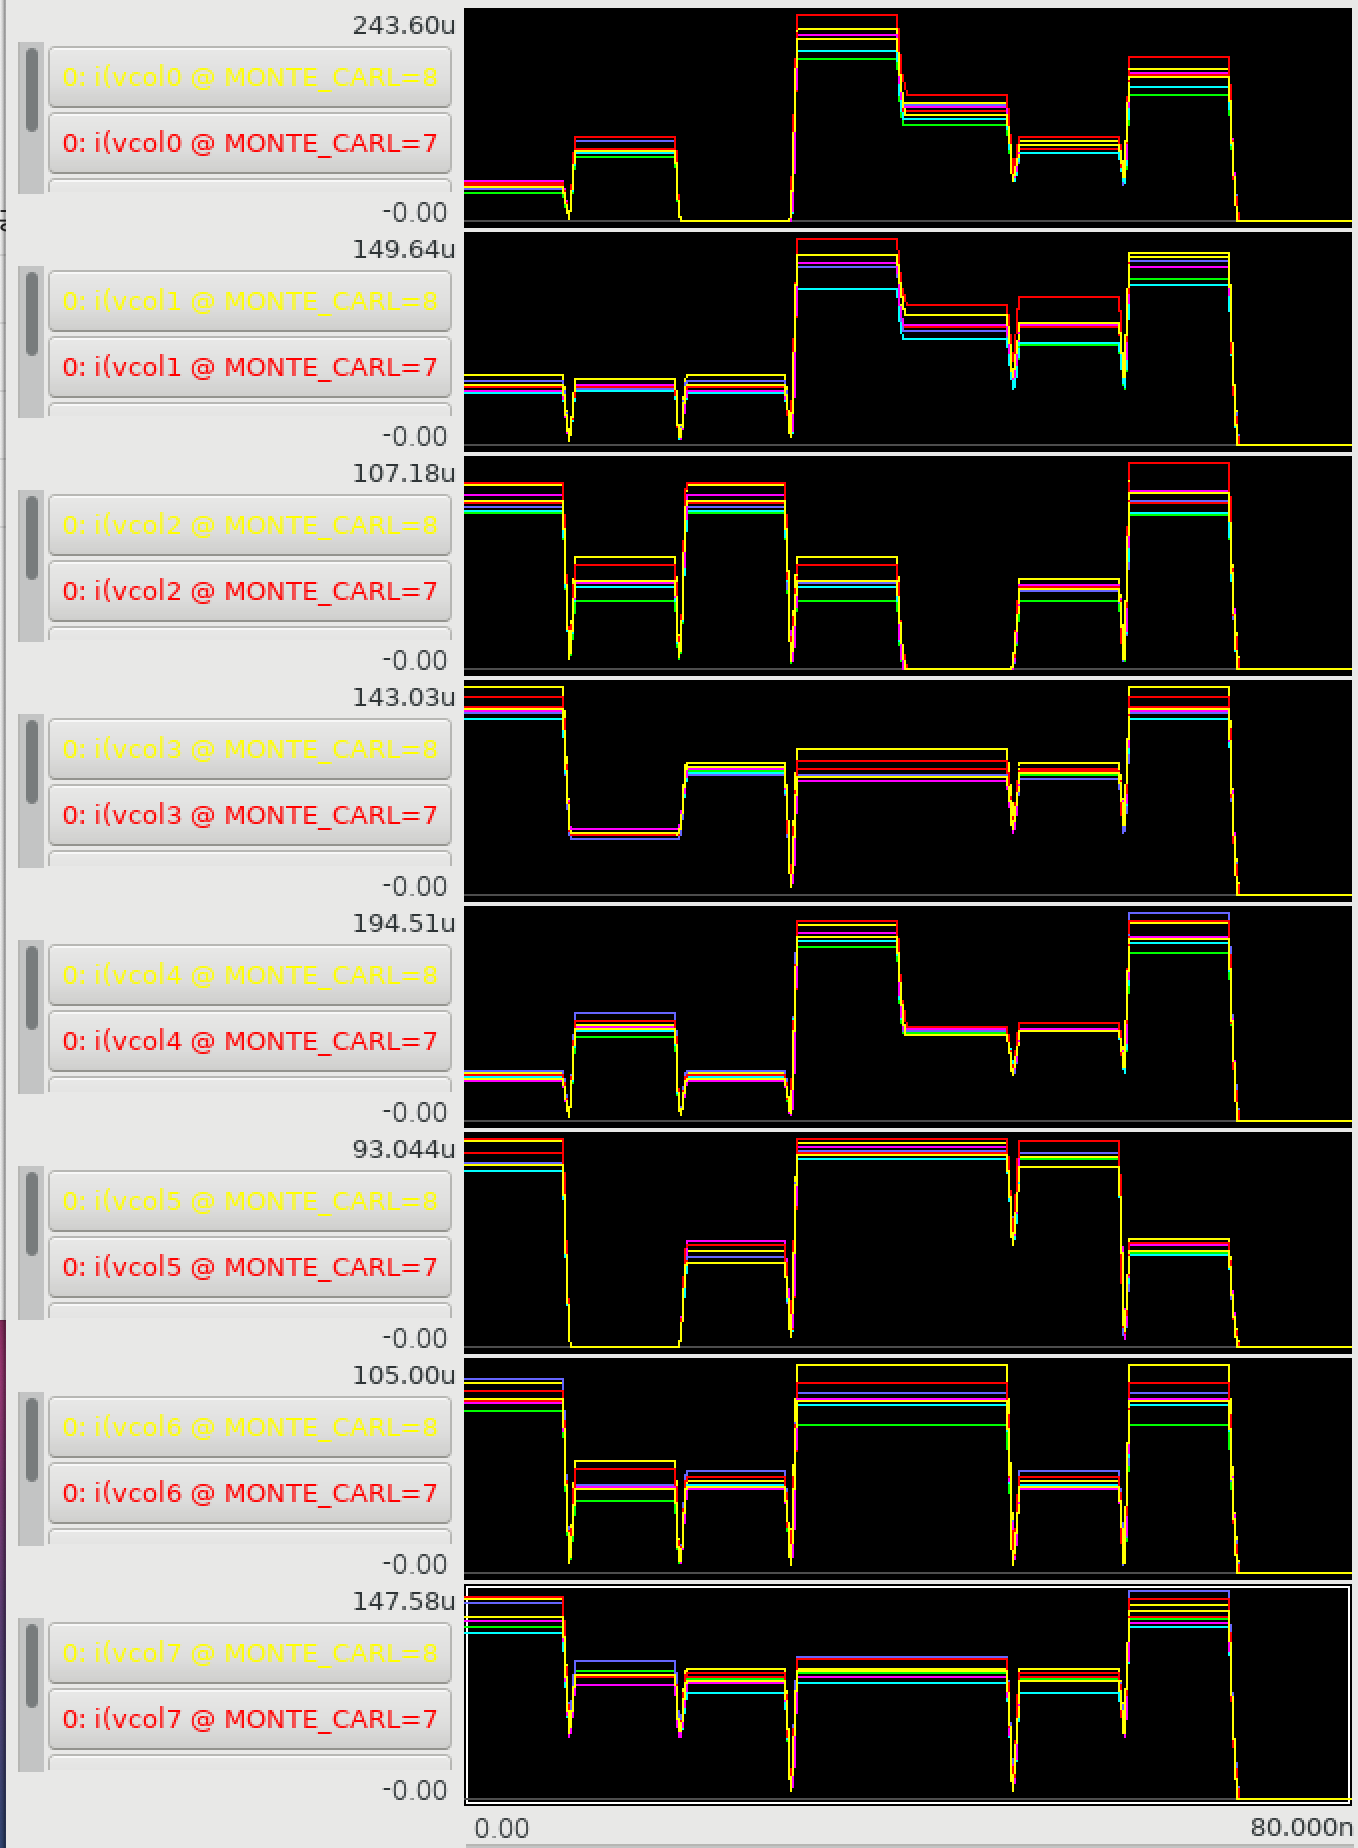 243.60u
0: i(vcol0 @ MONTE_CARL=8
0: i(vcol0 @ MONTE_CARL=7
-0.00
149.64u
0: i(vcol1 @ MONTE_CARL=8
0: i(vcol1 @ MONTE_CARL=7
-0.00
107.18u
0: i(vcol2 @ MONTE_CARL=8
0: i(vcol2 @ MONTE_CARL=7
-0.00
143.03u
0: i(vcol3 @ MONTE_CARL=8
0: i(vcol3 @ MONTE_CARL=7
-0.00
194.51u
0: i(vcol4 @ MONTE_CARL=8
0: i(vcol4 @ MONTE_CARL=7
-0.00
93.044u
0: i(vcol5 @ MONTE_CARL=8
0: i(vcol5 @ MONTE_CARL=7
-0.00
105.00u
0: i(vcol6 @ MONTE_CARL=8
0: i(vcol6 @ MONTE_CARL=7
-0.00
147.58u
0: i(vcol7 @ MONTE_CARL=8
0: i(vcol7 @ MONTE_CARL=7
-0.00
0.00 80.000n